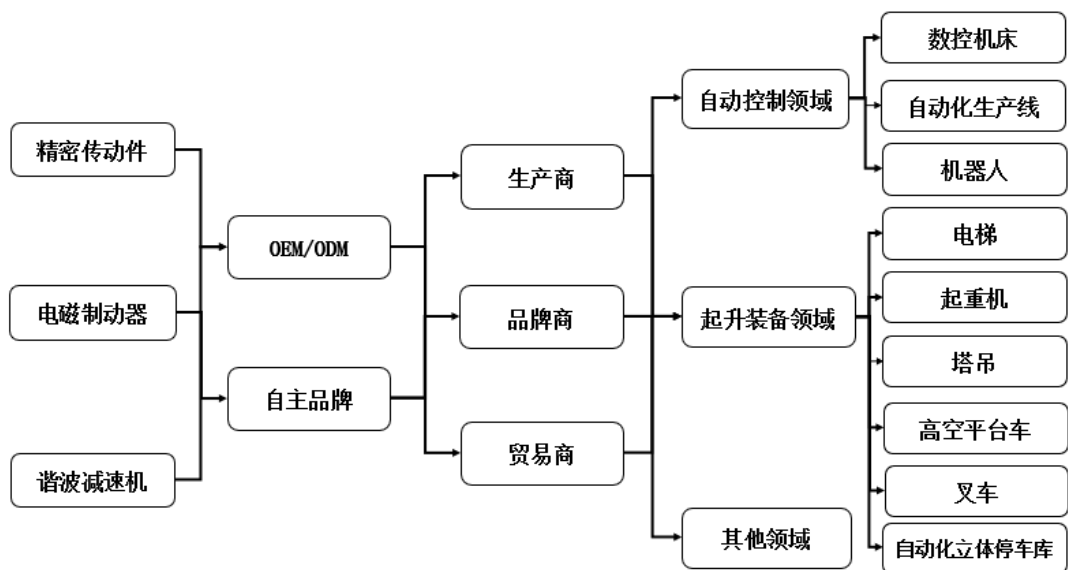 精密传动件
电磁制动器
谐波减速机
OEM/ODM
自主品牌
生产商
品牌商
贸易商
自动控制领域
起升装备领域
其他领域
数控机床
自动化生产线
机器人
电梯
起重机
塔吊
高空平台车
叉车
自动化立体停车库